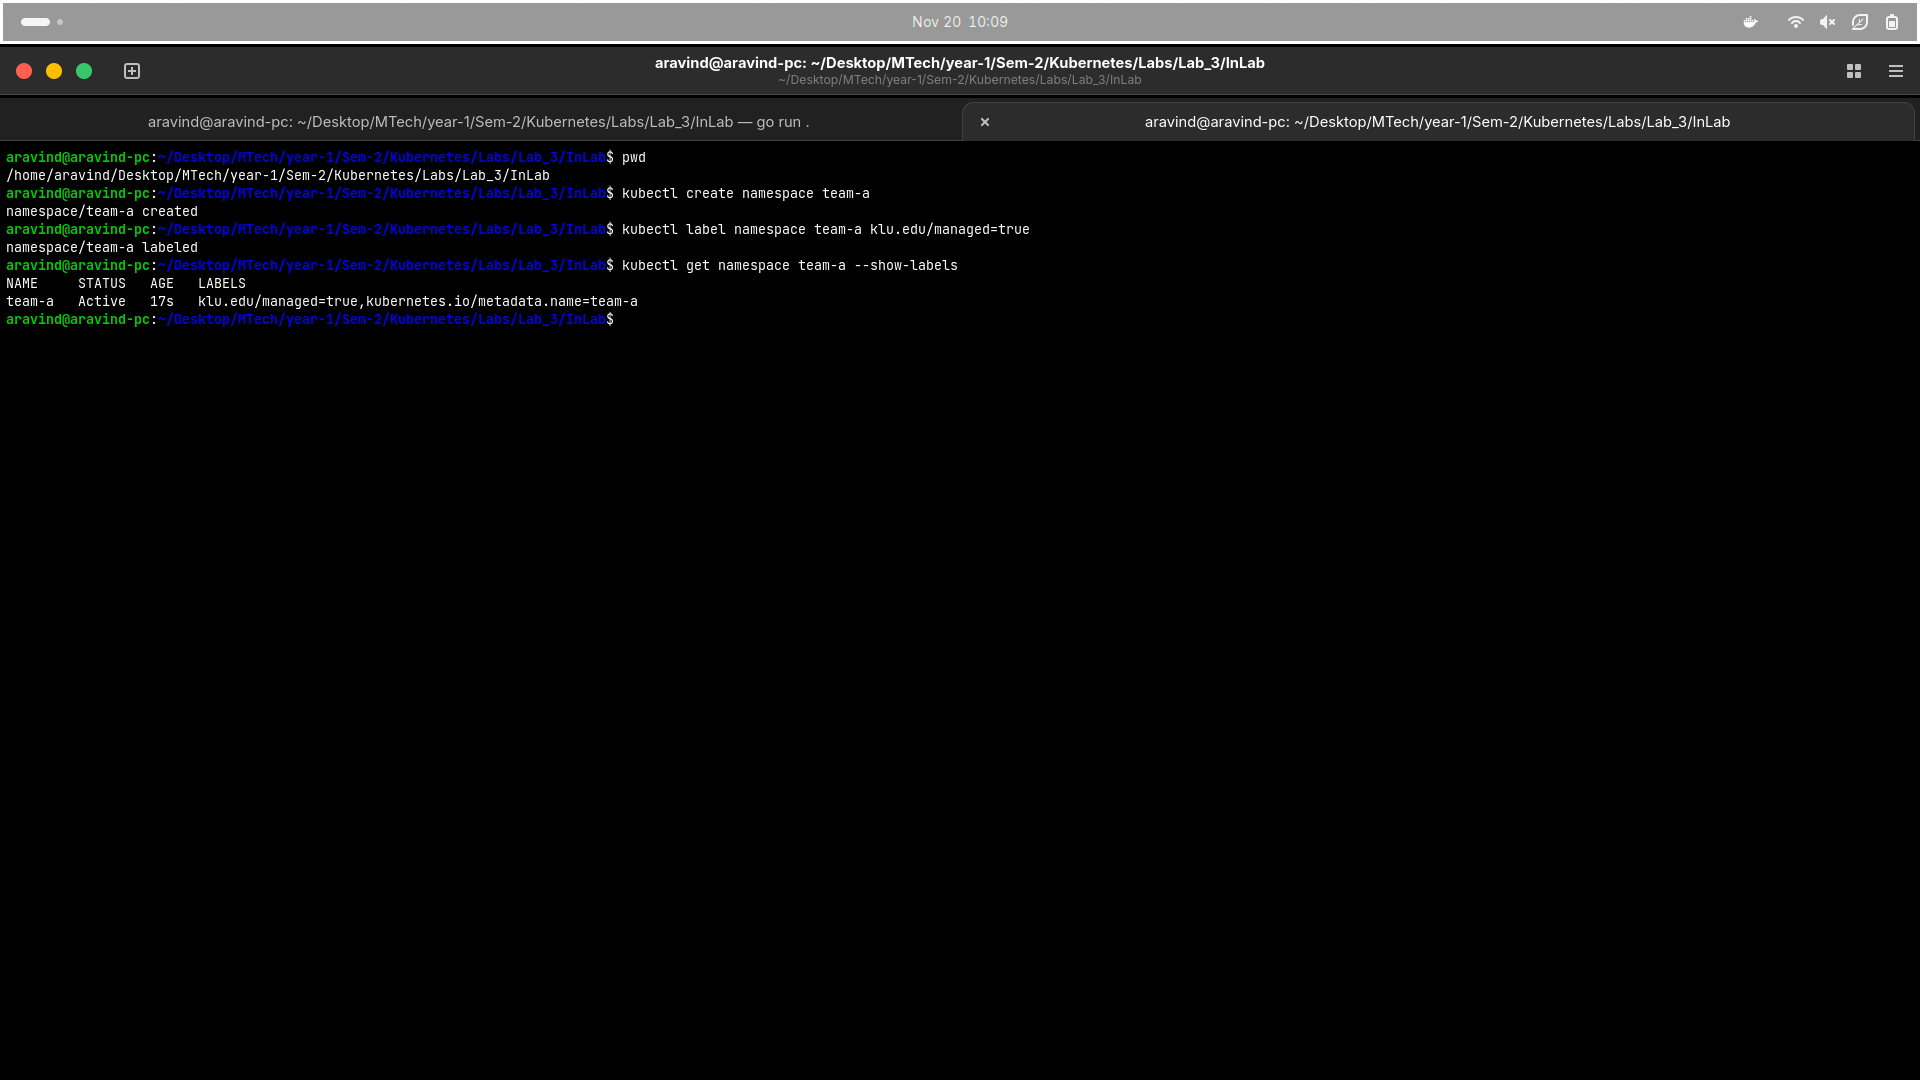 Nov 20 10:09
aravind@aravind-pc: ~/Desktop/MTech/year-1/Sem-2/Kubernetes/Labs/Lab_3/InLab
~/Desktop/MTech/year-1/Sem-2/Kubernetes/Labs/Lab_3/InLab
aravind@aravind-pc: ~/Desktop/MTech/year-1/Sem-2/Kubernetes/Labs/Lab_3/InLab — go run .
aravind@aravind-pc: ~/Desktop/MTech/year-1/Sem-2/Kubernetes/Labs/Lab_3/InLab
aravind@aravind-pc:~/Desktop/MTech/year-1/Sem-2/Kubernetes/Labs/Lab_3/InLab$ pwd
/home/aravind/Desktop/MTech/year-1/Sem-2/Kubernetes/Labs/Lab_3/InLab
aravind@aravind-pc:~/Desktop/MTech/year-1/Sem-2/Kubernetes/Labs/Lab_3/InLab$ kubectl create namespace team-a
namespace/team-a created
aravind@aravind-pc:~/Desktop/MTech/year-1/Sem-2/Kubernetes/Labs/Lab_3/InLab$ kubectl label namespace team-a klu.edu/managed=true
namespace/team-a labeled
aravind@aravind-pc:~/Desktop/MTech/year-1/Sem-2/Kubernetes/Labs/Lab_3/InLab$ kubectl get namespace team-a --show-labels
NAME     STATUS   AGE   LABELS
team-a   Active   17s   klu.edu/managed=true,kubernetes.io/metadata.name=team-a
aravind@aravind-pc:~/Desktop/MTech/year-1/Sem-2/Kubernetes/Labs/Lab_3/InLab$